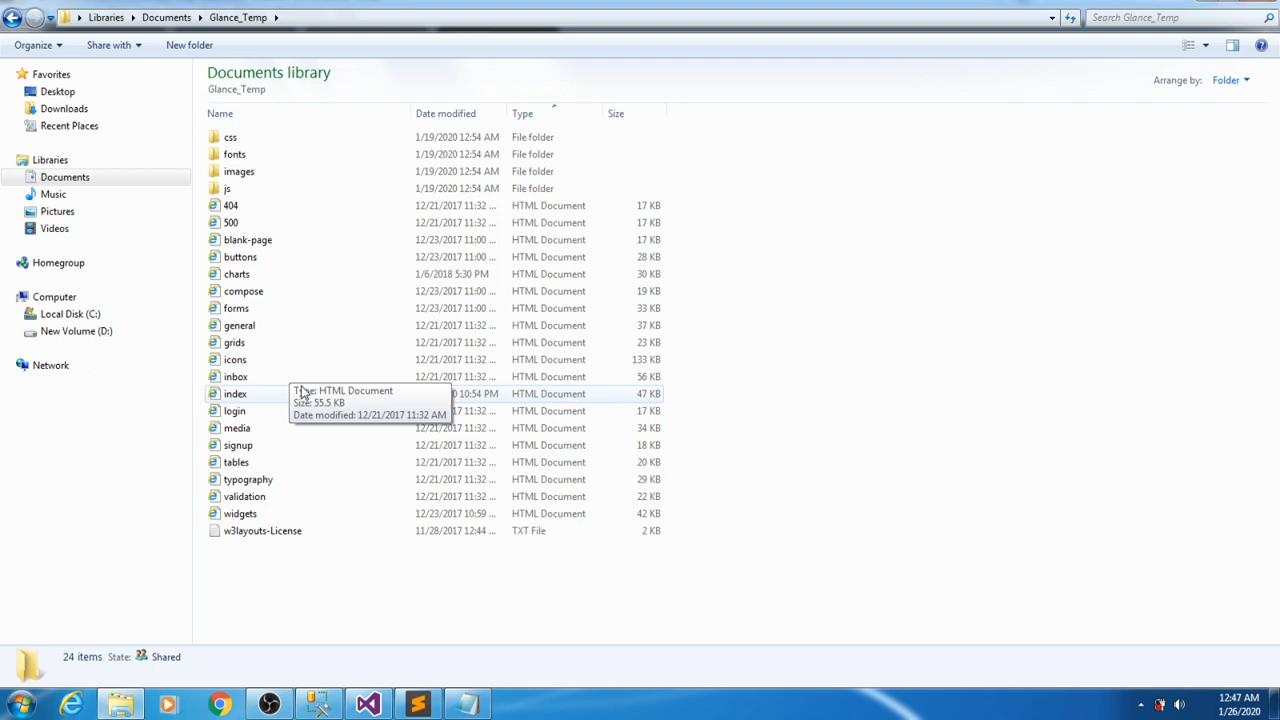 Libraries Documents Glance_Temp
Search Glance_Temp
Organize Share with New folder
Favorites
Desktop
Downloads
Recent Places
Libraries
Documents
Music
Pictures
Videos
Homegroup
Computer
Local Disk (C:)
New Volume (D:)
Network
Documents library
Glance_Temp
Arrange by: Folder
Name Date modified Type Size
css 1/19/2020 12:54 AM File folder
fonts 1/19/2020 12:54 AM File folder
images 1/19/2020 12:54 AM File folder
js 1/19/2020 12:54 AM File folder
404 12/21/2017 11:32 ... HTML Document 17 KB
500 12/21/2017 11:32 ... HTML Document 17 KB
blank-page 12/23/2017 11:00 ... HTML Document 17 KB
buttons 12/23/2017 11:00 ... HTML Document 28 KB
charts 1/6/2018 5:30 PM HTML Document 30 KB
compose 12/23/2017 11:00 ... HTML Document 19 KB
forms 12/23/2017 11:00 ... HTML Document 33 KB
general 12/21/2017 11:32 ... HTML Document 37 KB
grids 12/21/2017 11:32 ... HTML Document 23 KB
icons 12/21/2017 11:32 ... HTML Document 133 KB
inbox 12/21/2017 11:32 ... HTML Document 56 KB
index 10:54 PM HTML Document 47 KB
login 12/21/2017 11:32 ... HTML Document 17 KB
media 12/21/2017 11:32 ... HTML Document 34 KB
signup 12/21/2017 11:32 ... HTML Document 18 KB
tables 12/21/2017 11:32 ... HTML Document 20 KB
typography 12/21/2017 11:32 ... HTML Document 29 KB
validation 12/21/2017 11:32 ... HTML Document 22 KB
widgets 12/23/2017 10:59 ... HTML Document 42 KB
w3layouts-License 11/28/2017 12:44 ... TXT File 2 KB
Type: HTML Document
Size: 55.5 KB
Date modified: 12/21/2017 11:32 AM
24 items State: Shared
12:47 AM
1/26/2020